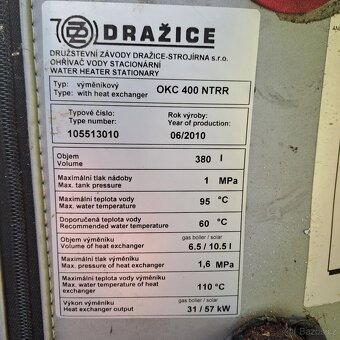 DRAŽICE
DRUŽSTEVNÍ ZÁVODY DRAŽICE-STROJÍRNA s.r.o.
OHŘÍVAČ VODY STACIONÁRNÍ
WATER HEATER STATIONARY
Typ: výměníkový
Type: with heat exchanger OKC 400 NTRR
Typové číslo: Rok výroby:
Type number: Year of production:
105513010 06/2010
Objem
Volume 380 l
Maximální tlak nádoby
Max. tank pressure 1 MPa
Maximální teplota vody
Max. water temperature 95 °C
Doporučená teplota vody
Recommended water temperature 60 °C
Objem výměníku gas boiler / solar
Volume of heat exchanger 6.5 / 10.5 l
Maximální tlak výměníku
Max. pressure of heat exchanger 1,6 MPa
Maximální teplota vody výměníku
Max. water temperature 110 °C
Výkon výměníku gas boiler / solar
Heat exchanger output 31 / 57 kW